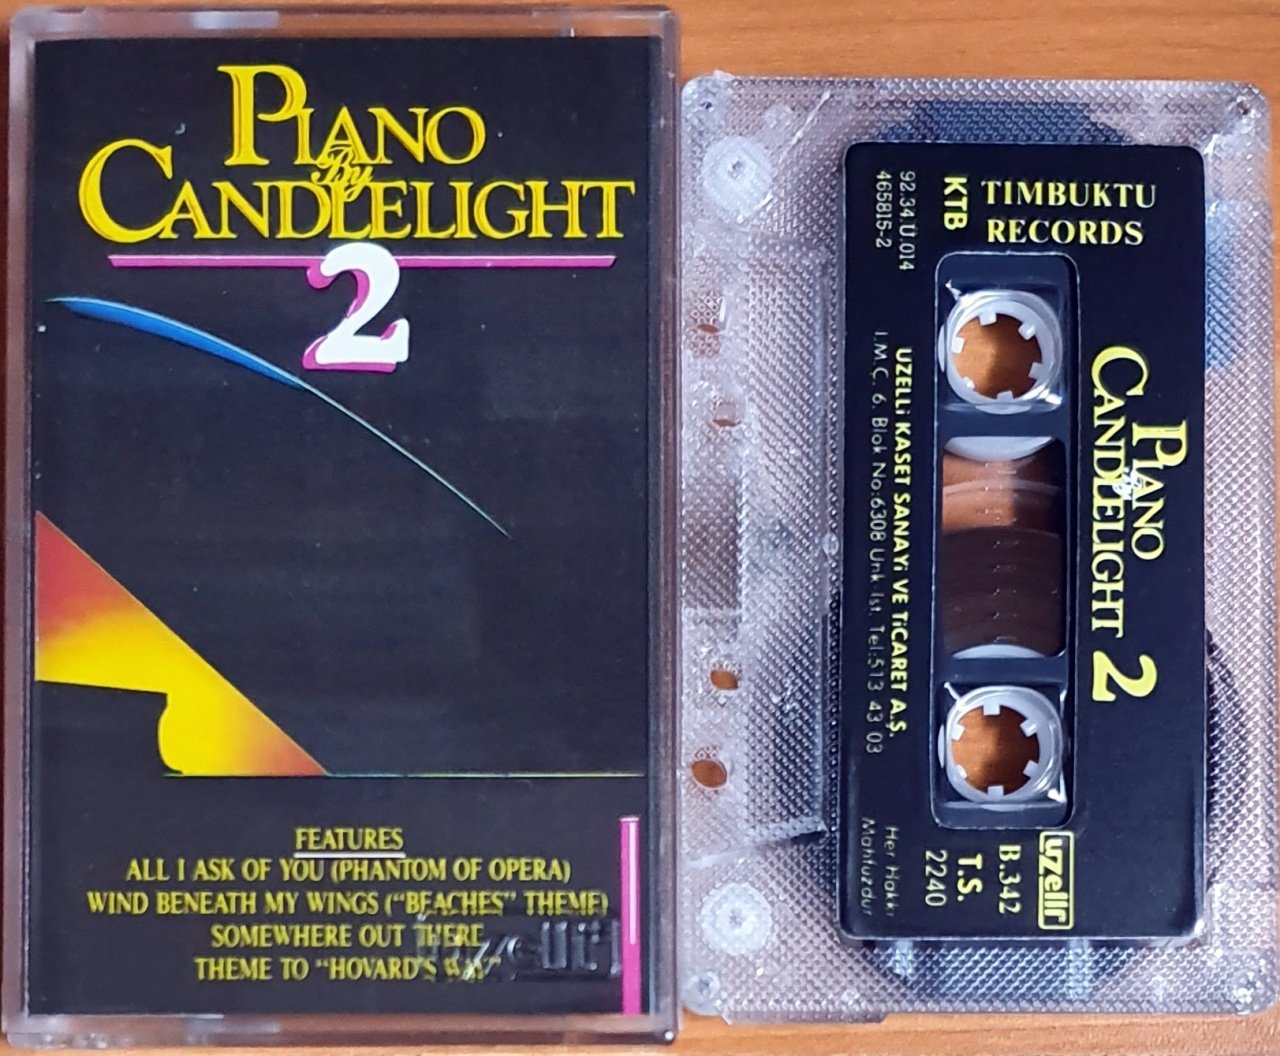 PIANO
By
CANDLELIGHT
2
FEATURES
ALL I ASK OF YOU (PHANTOM OF OPERA)
WIND BENEATH MY WINGS ("BEACHES" THEME)
SOMEWHERE OUT THERE
THEME TO "HOVARD'S WAY"
uzelli
TIMBUKTU
RECORDS
KTB
92.34.Ü.014
465815-2
PIANO
By
CANDLELIGHT 2
UZELLİ KASET SANAYİ VE TİCARET A.Ş.
İ.M.Ç. 6. Blok No:6308 Unk. İst. Tel:513 43 03
uzelli
B.342
T.S.
2240
Her Hakkı
Mahfuzdur